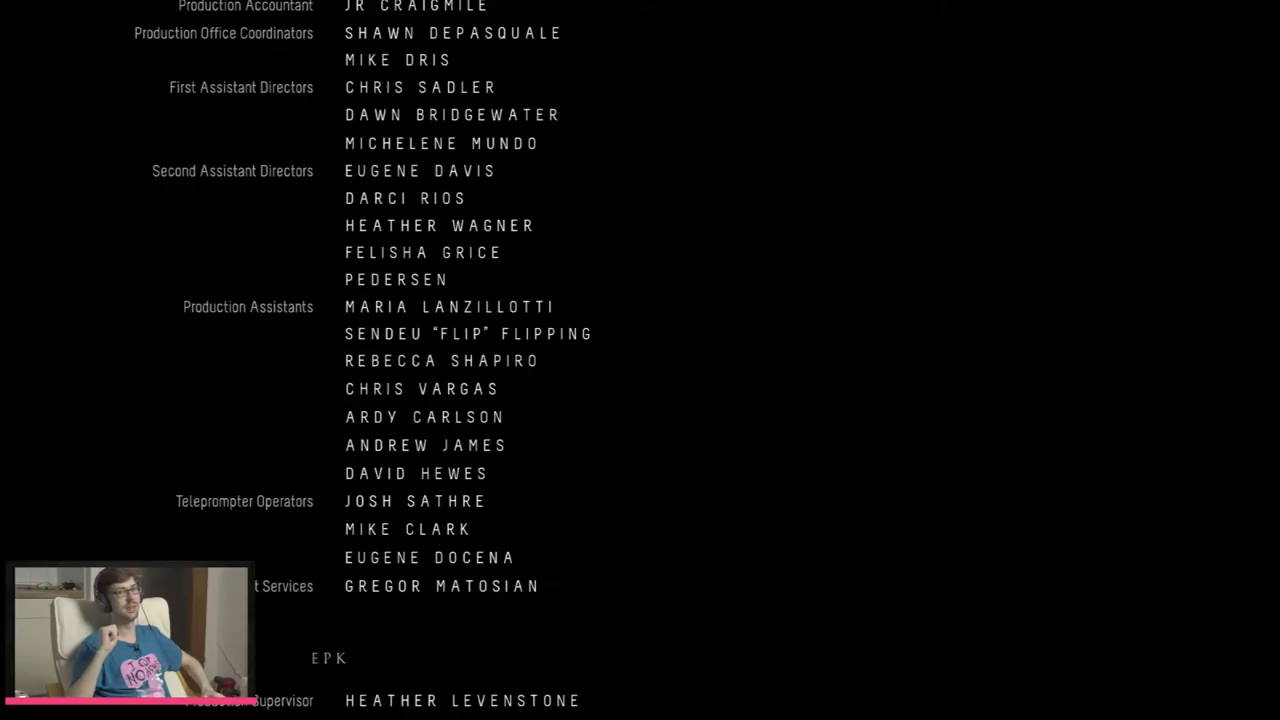 Production Accountant JR CRAIGMILE
Production Office Coordinators SHAWN DEPASQUALE
MIKE DRIS
First Assistant Directors CHRIS SADLER
DAWN BRIDGEWATER
MICHELENE MUNDO
Second Assistant Directors EUGENE DAVIS
DARCI RIOS
HEATHER WAGNER
FELISHA GRICE
PEDERSEN
Production Assistants MARIA LANZILLOTTI
SENDEU “FLIP” FLIPPING
REBECCA SHAPIRO
CHRIS VARGAS
ARDY CARLSON
ANDREW JAMES
DAVID HEWES
Teleprompter Operators JOSH SATHRE
MIKE CLARK
EUGENE DOCENA
Services GREGOR MATOSIAN
EPK
Supervisor HEATHER LEVENSTONE